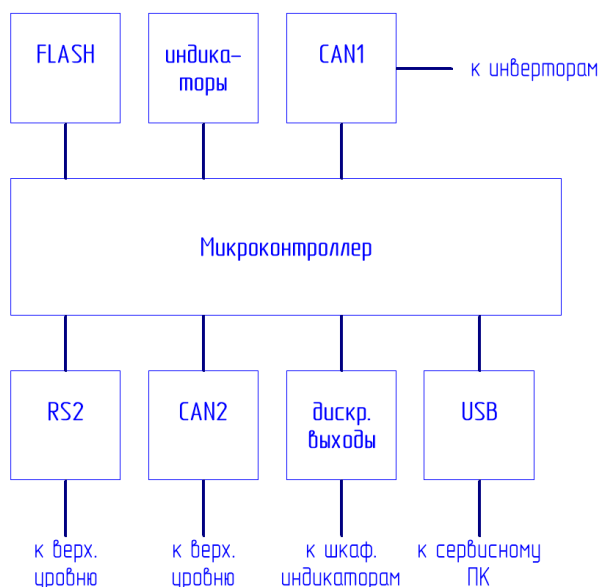 FLASH
индика-
торы
CAN1
к инверторам
Микроконтроллер
RS2
CAN2
дискр.
выходы
USB
к верх.
уровню
к верх.
уровню
к шкаф.
индикаторам
к сервисному
ПК